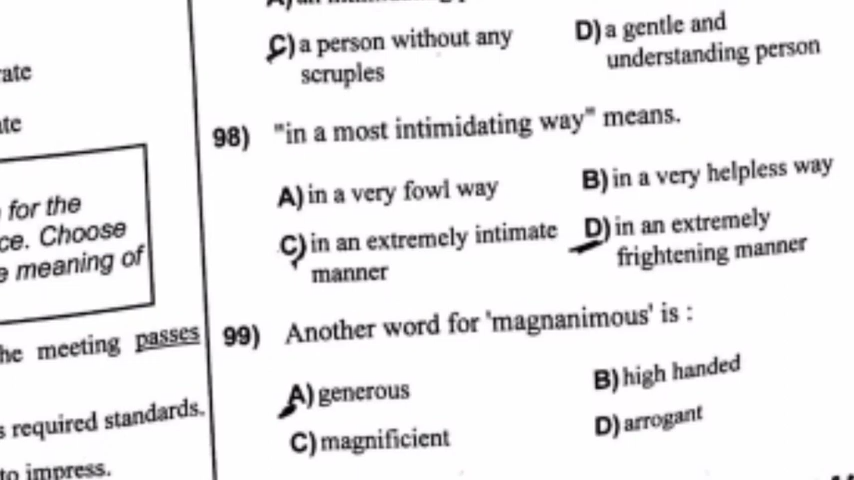 rate
ate
for the
ce. Choose
e meaning of
he meeting passes
s required standards.
to impress.
C) a person without any
scruples
D) a gentle and
understanding person
98) "in a most intimidating way" means.
A) in a very fowl way
B) in a very helpless way
C) in an extremely intimate
manner
D) in an extremely
frightening manner
99) Another word for 'magnanimous' is :
A) generous
B) high handed
C) magnificient
D) arrogant